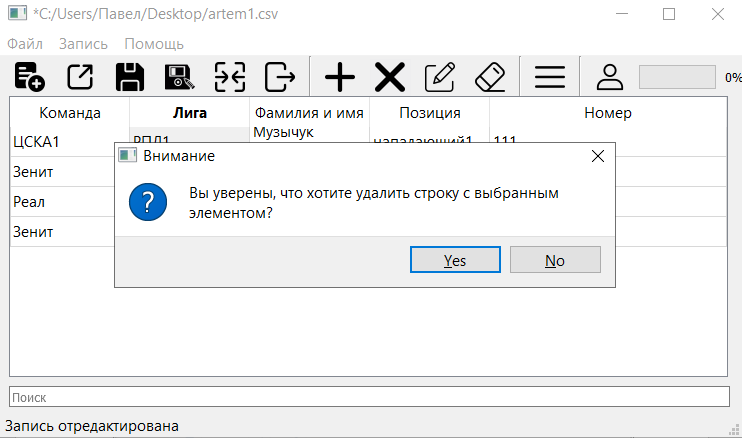 *C:/Users/Павел/Desktop/artem1.csv
Файл Запись Помощь
0%
Команда Лига Фамилия и имя Позиция Номер
ЦСКА1 РПЛ1 Музычук нападающий1 111
Зенит
Реал
Зенит
Внимание
Вы уверены, что хотите удалить строку с выбранным
элементом?
Yes No
Поиск
Запись отредактирована